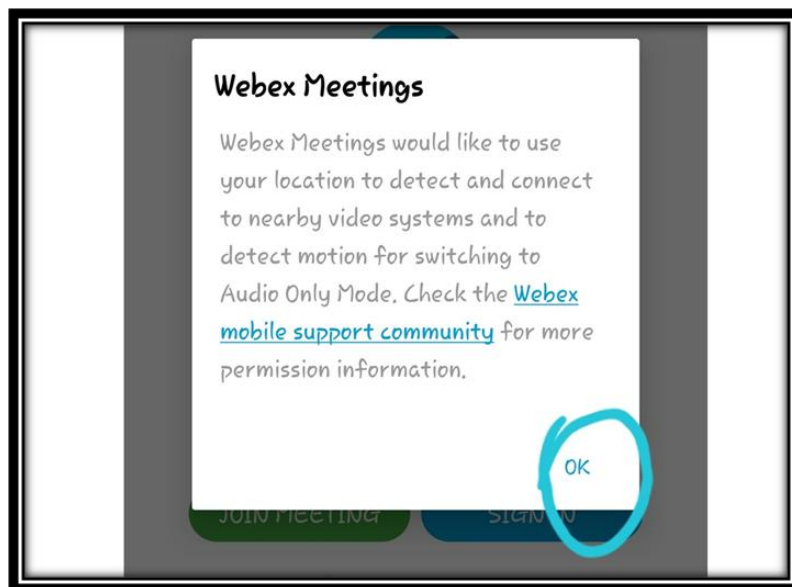 Webex Meetings
Webex Meetings would like to use
your location to detect and connect
to nearby video systems and to
detect motion for switching to
Audio Only Mode. Check the Webex
mobile support community for more
permission information.
OK
JOIN MEETING
SIGN IN